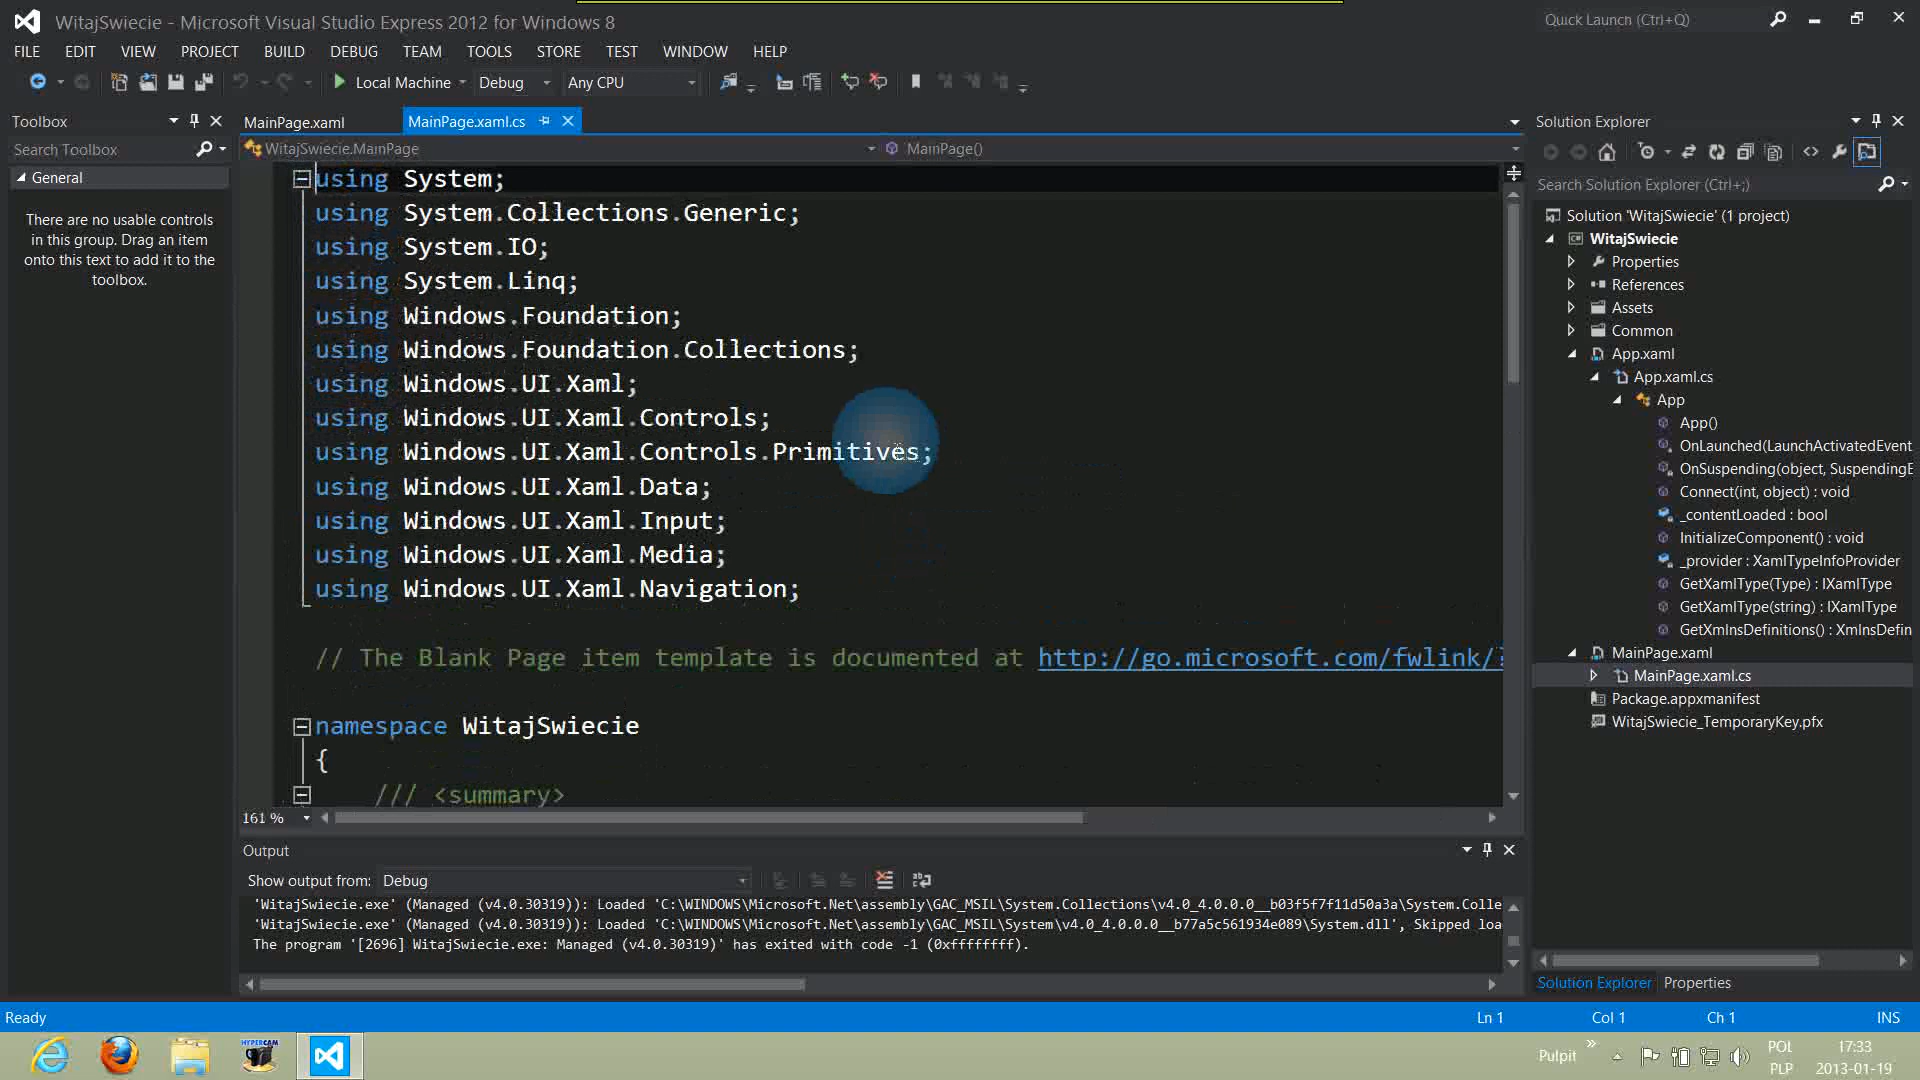 WitajSwiecie - Microsoft Visual Studio Express 2012 for Windows 8
Quick Launch (Ctrl+Q)
FILE EDIT VIEW PROJECT BUILD DEBUG TEAM TOOLS STORE TEST WINDOW HELP
Local Machine Debug Any CPU
Toolbox
Search Toolbox
General
There are no usable controls
in this group. Drag an item
onto this text to add it to the
toolbox.
MainPage.xaml MainPage.xaml.cs
WitajSwiecie.MainPage MainPage()
using System;
using System.Collections.Generic;
using System.IO;
using System.Linq;
using Windows.Foundation;
using Windows.Foundation.Collections;
using Windows.UI.Xaml;
using Windows.UI.Xaml.Controls;
using Windows.UI.Xaml.Controls.Primitives;
using Windows.UI.Xaml.Data;
using Windows.UI.Xaml.Input;
using Windows.UI.Xaml.Media;
using Windows.UI.Xaml.Navigation;
// The Blank Page item template is documented at http://go.microsoft.com/fwlink/?
namespace WitajSwiecie
{
/// <summary>
161 %
Output
Show output from: Debug
'WitajSwiecie.exe' (Managed (v4.0.30319)): Loaded 'C:\WINDOWS\Microsoft.Net\assembly\GAC_MSIL\System.Collections\v4.0_4.0.0.0__b03f5f7f11d50a3a\System.Colle
'WitajSwiecie.exe' (Managed (v4.0.30319)): Loaded 'C:\WINDOWS\Microsoft.Net\assembly\GAC_MSIL\System\v4.0_4.0.0.0__b77a5c561934e089\System.dll', Skipped loa
The program '[2696] WitajSwiecie.exe: Managed (v4.0.30319)' has exited with code -1 (0xffffffff).
Solution Explorer
Search Solution Explorer (Ctrl+;)
Solution 'WitajSwiecie' (1 project)
WitajSwiecie
Properties
References
Assets
Common
App.xaml
App.xaml.cs
App
App()
OnLaunched(LaunchActivatedEvent
OnSuspending(object, SuspendingE
Connect(int, object) : void
_contentLoaded : bool
InitializeComponent() : void
_provider : XamlTypeInfoProvider
GetXamlType(Type) : IXamlType
GetXamlType(string) : IXamlType
GetXmlnsDefinitions() : XmlnsDefin
MainPage.xaml
MainPage.xaml.cs
Package.appxmanifest
WitajSwiecie_TemporaryKey.pfx
Solution Explorer Properties
Ready Ln 1 Col 1 Ch 1 INS
HYPERCAM
Pulpit
POL
PLP
17:33
2013-01-19